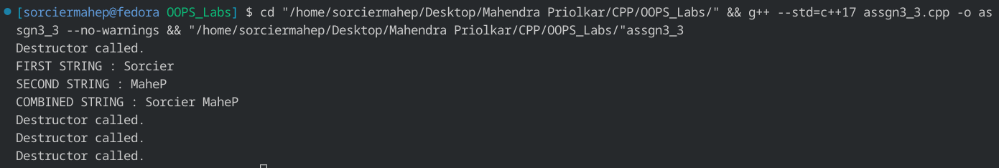 [sorciermahep@fedora OOPS_Labs] $ cd "/home/sorciermahep/Desktop/Mahendra Priolkar/CPP/OOPS_Labs/" && g++ --std=c++17 assgn3_3.cpp -o as
sgn3_3 --no-warnings && "/home/sorciermahep/Desktop/Mahendra Priolkar/CPP/OOPS_Labs/"assgn3_3
Destructor called.
FIRST STRING : Sorcier
SECOND STRING : MaheP
COMBINED STRING : Sorcier MaheP
Destructor called.
Destructor called.
Destructor called.